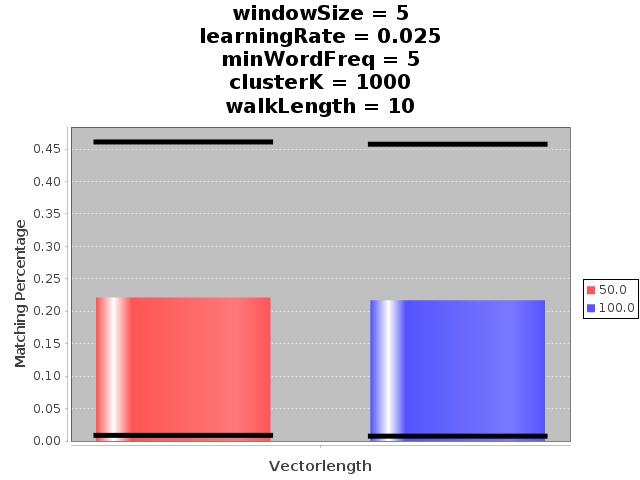 windowSize = 5
learningRate = 0.025
minWordFreq = 5
clusterK = 1000
walkLength = 10
0.45
0.40
0.35
0.30
0.25
0.20
0.15
0.10
0.05
0.00
Matching Percentage
Vectorlength
50.0
100.0